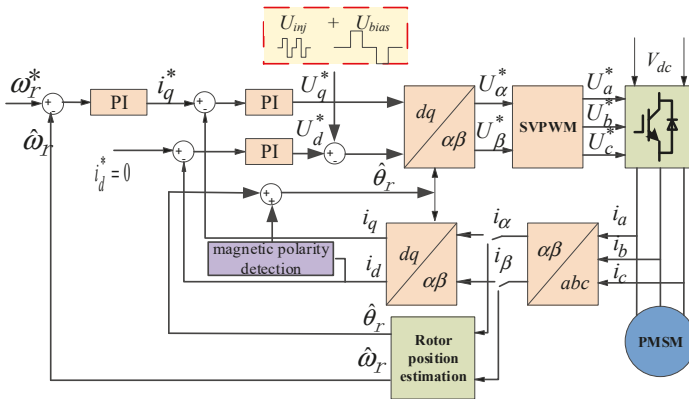 U_inj + U_bias
ω_r^* PI i_q^* PI U_q^* dq αβ U_α^* SVPWM U_a^* V_dc
U_β^* U_b^*
U_c^*
ω̂_r
i_d^* = 0 PI U_d^*
θ̂_r
magnetic polarity
detection
i_q dq αβ i_α αβ abc i_a
i_d i_β i_b
i_c
θ̂_r
ω̂_r
Rotor
position
estimation
PMSM